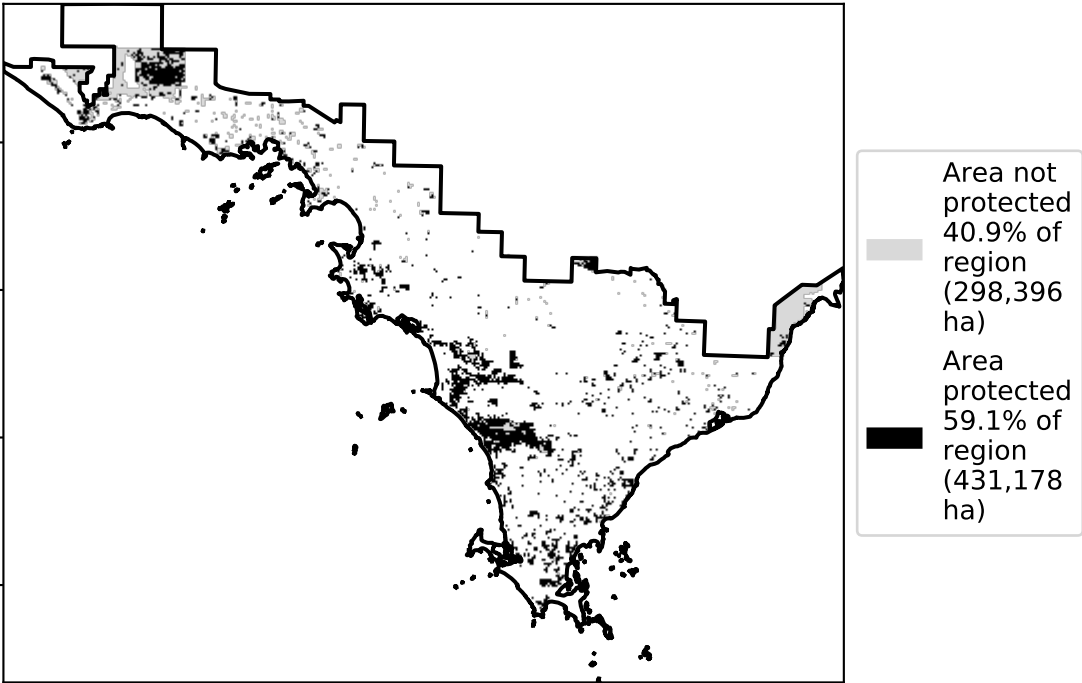 Area not
protected
40.9% of
region
(298,396
ha)
Area
protected
59.1% of
region
(431,178
ha)